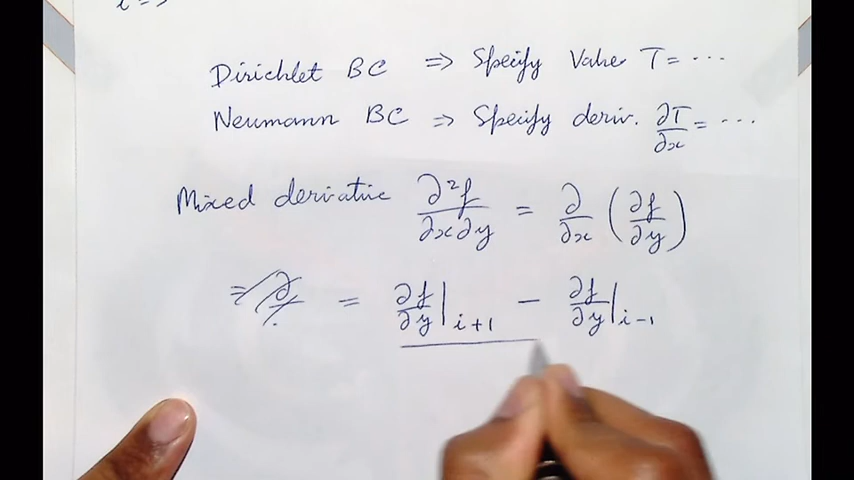 i =>
Dirichlet BC => Specify Value T = ...
Neumann BC => Specify deriv. ∂T/∂x = ...
Mixed derivative ∂²f/∂x∂y = ∂/∂x (∂f/∂y)
= ∂f/∂y|i+1 - ∂f/∂y|i-1